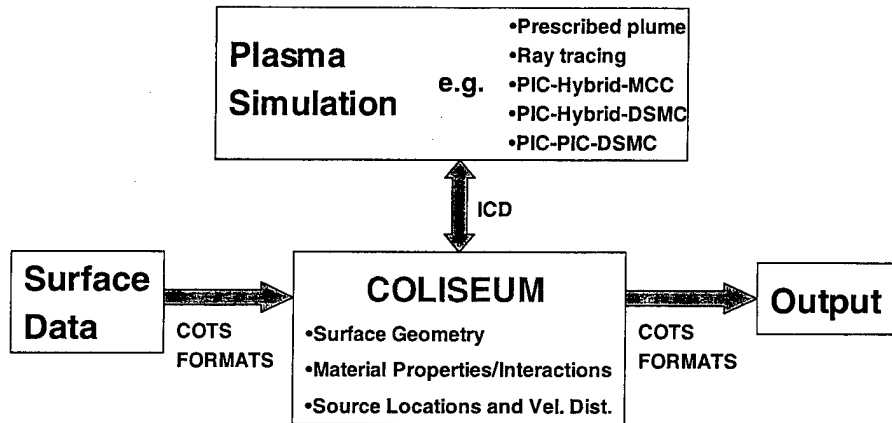 Plasma
Simulation
e.g.
•Prescribed plume
•Ray tracing
•PIC-Hybrid-MCC
•PIC-Hybrid-DSMC
•PIC-PIC-DSMC
ICD
Surface
Data
COTS
FORMATS
COLISEUM
•Surface Geometry
•Material Properties/Interactions
•Source Locations and Vel. Dist.
COTS
FORMATS
Output